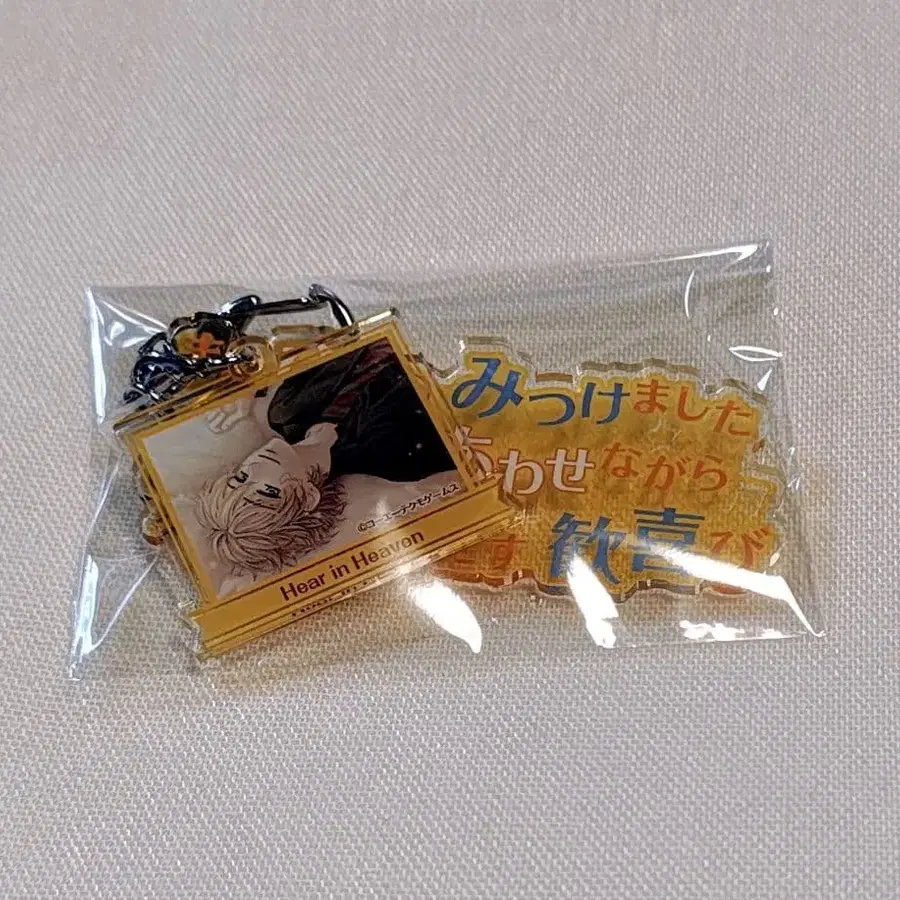 ©コーエーテクモゲームス
Hear in Heaven
みつけました
わせながら
す 歓喜び